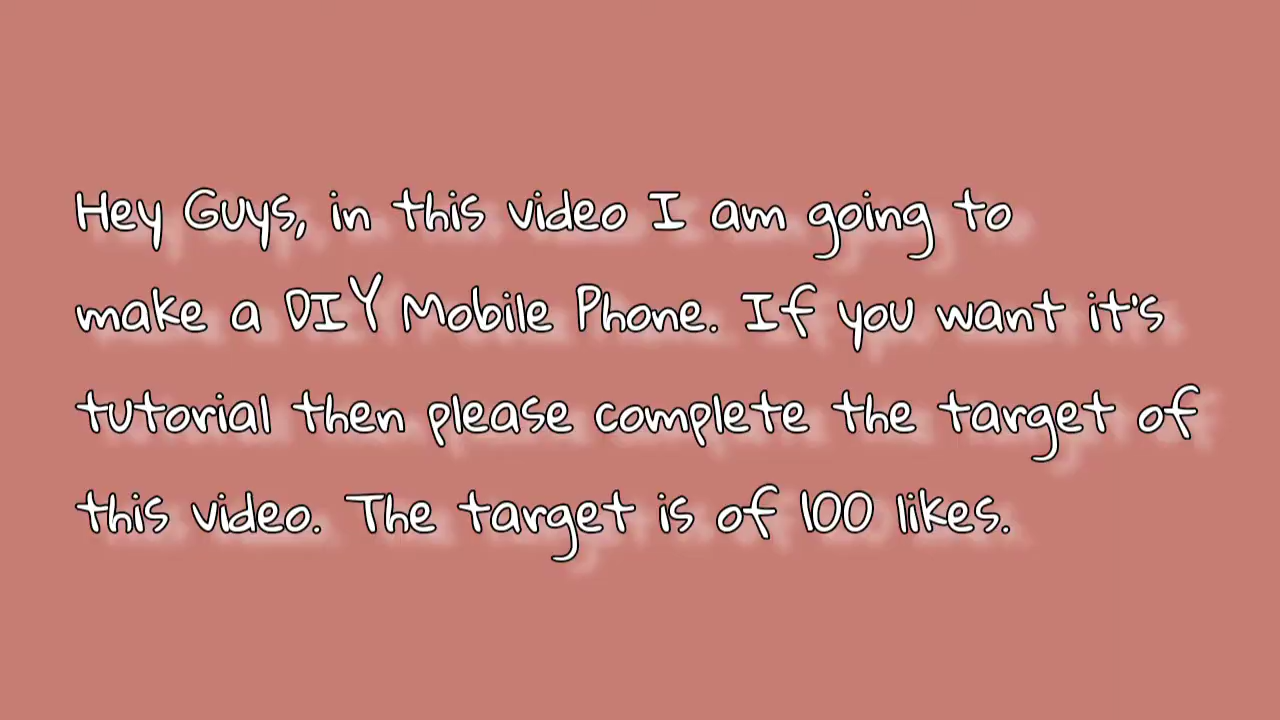 Hey Guys, in this video I am going to
make a DIY Mobile Phone. If you want it's
tutorial then please complete the target of
this video. The target is of 100 likes.